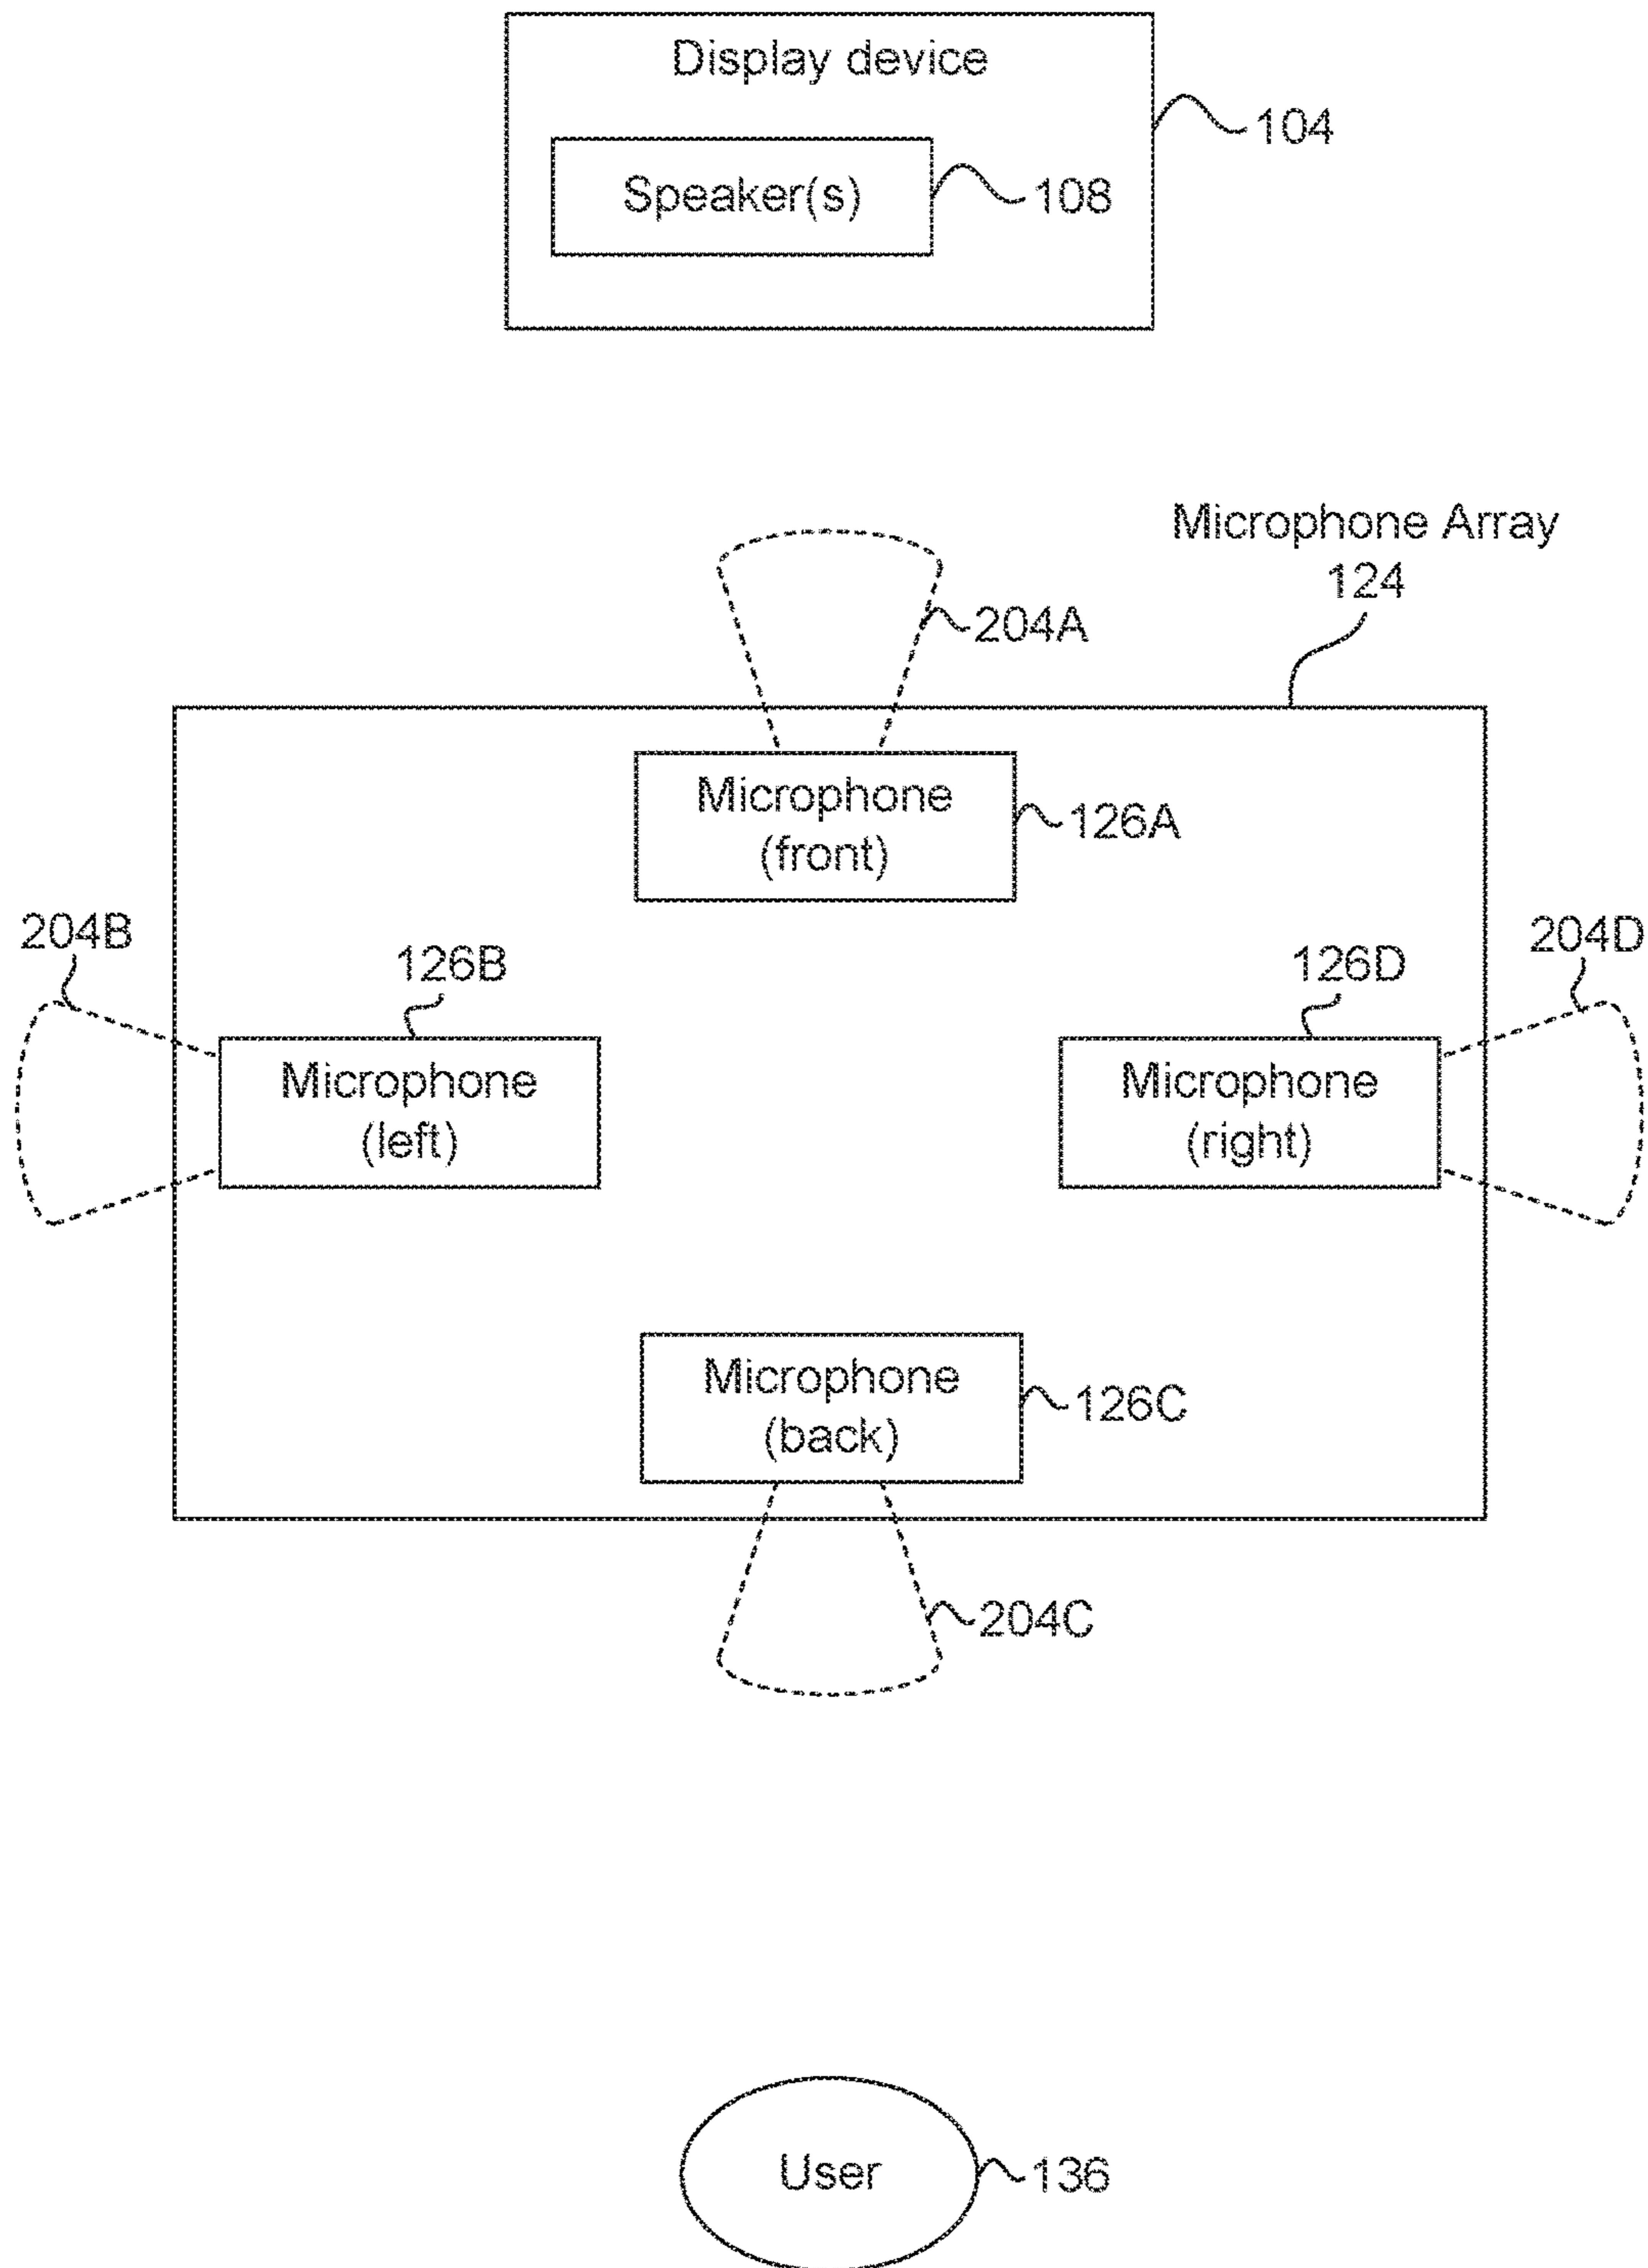 Display device
104
Speaker(s)
108
Microphone Array
124
204A
Microphone
(front)
126A
204B
126B
126D
204D
Microphone
(left)
Microphone
(right)
Microphone
(back)
126C
204C
User
136